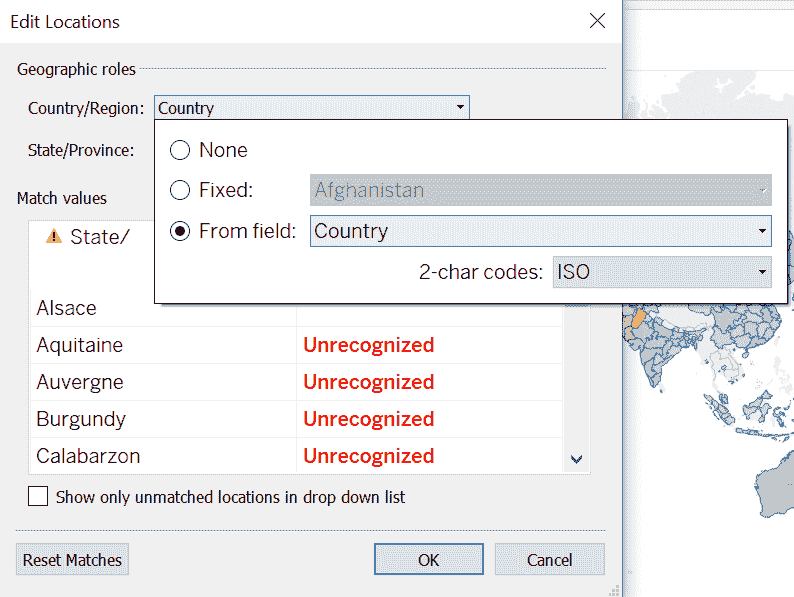 Edit Locations
Geographic roles
Country/Region: Country
None
State/Province:
Fixed: Afghanistan
Match values
From field: Country
State/
2-char codes: ISO
Alsace
Aquitaine Unrecognized
Auvergne Unrecognized
Burgundy Unrecognized
Calabarzon Unrecognized
Show only unmatched locations in drop down list
Reset Matches OK Cancel